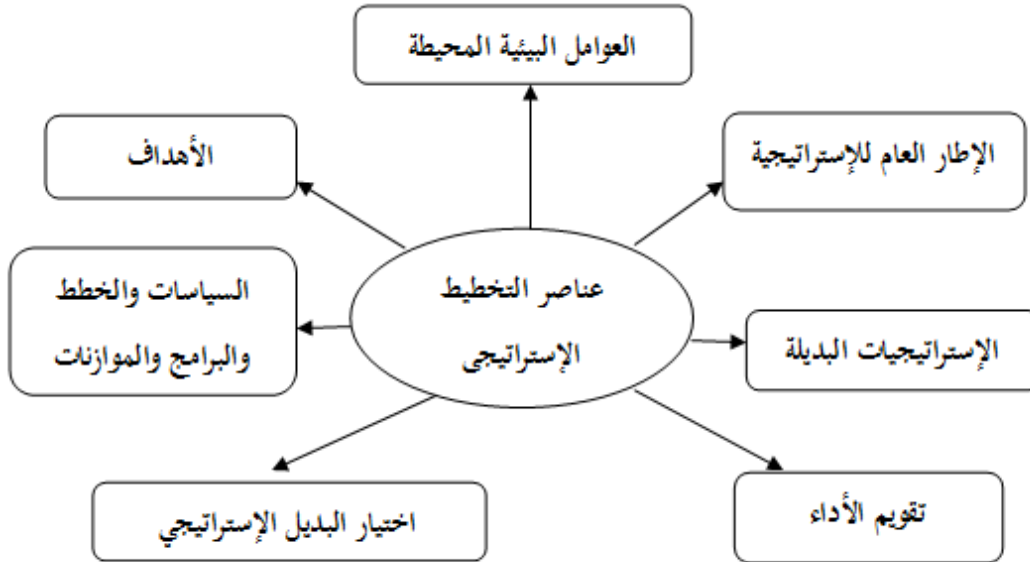 العوامل البيئية المحيطة
الإطار العام للإستراتيجية
الأهداف
عناصر التخطيط
الإستراتيجى
السياسات والخطط
والبرامج والموازنات
الإستراتيجيات البديلة
تقويم الأداء
اختيار البديل الإستراتيجي